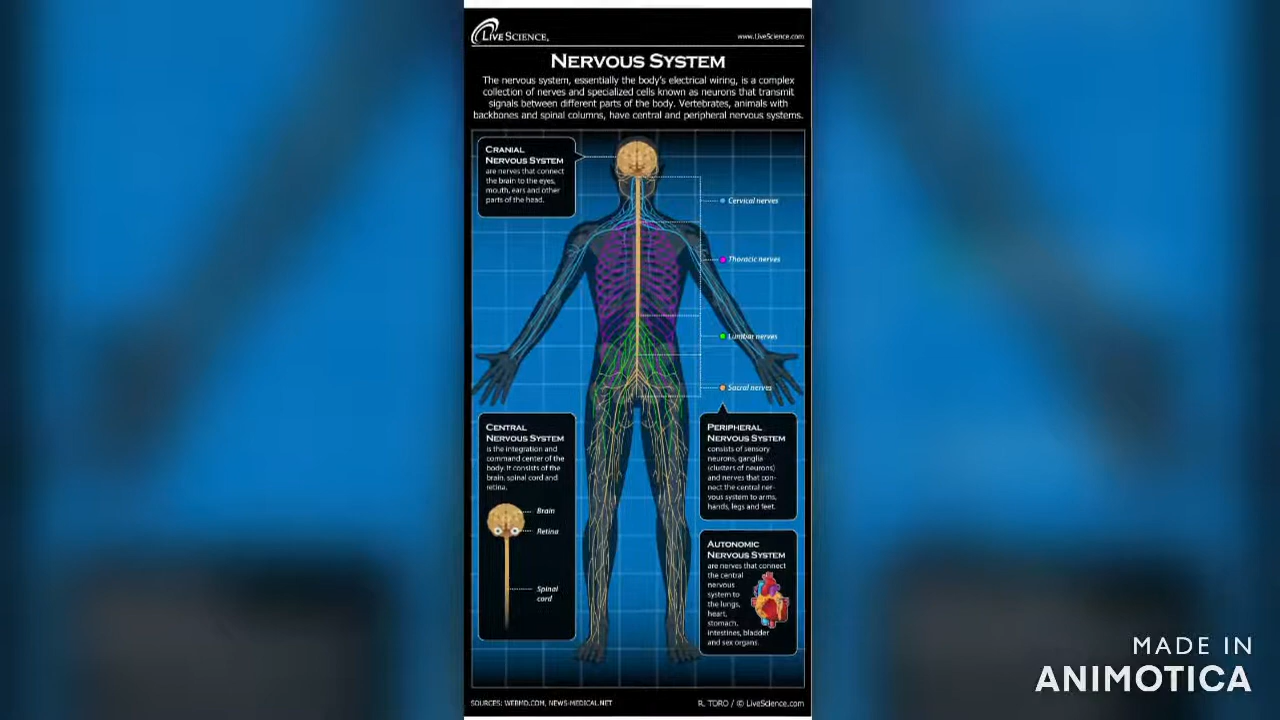 LIVESCIENCE.
www.LiveScience.com
NERVOUS SYSTEM
The nervous system, essentially the body's electrical wiring, is a complex
collection of nerves and specialized cells known as neurons that transmit
signals between different parts of the body. Vertebrates, animals with
backbones and spinal columns, have central and peripheral nervous systems.
CRANIAL
NERVOUS SYSTEM
are nerves that connect
the brain to the eyes,
mouth, ears and other
parts of the head.
Cervical nerves
Thoracic nerves
Lumbar nerves
Sacral nerves
CENTRAL
NERVOUS SYSTEM
is the integration and
command center of the
body. It consists of the
brain, spinal cord and
retina.
Brain
Retina
Spinal
cord
PERIPHERAL
NERVOUS SYSTEM
consists of sensory
neurons, ganglia
(clusters of neurons)
and nerves that con-
nect the central ner-
vous system to arms,
hands, legs and feet.
AUTONOMIC
NERVOUS SYSTEM
are nerves that connect
the central
nervous
system to
the lungs,
heart,
stomach,
intestines, bladder
and sex organs.
SOURCES: WEBMD.COM, NEWS-MEDICAL.NET
R. TORO / © LiveScience.com
MADE IN
ANIMOTICA